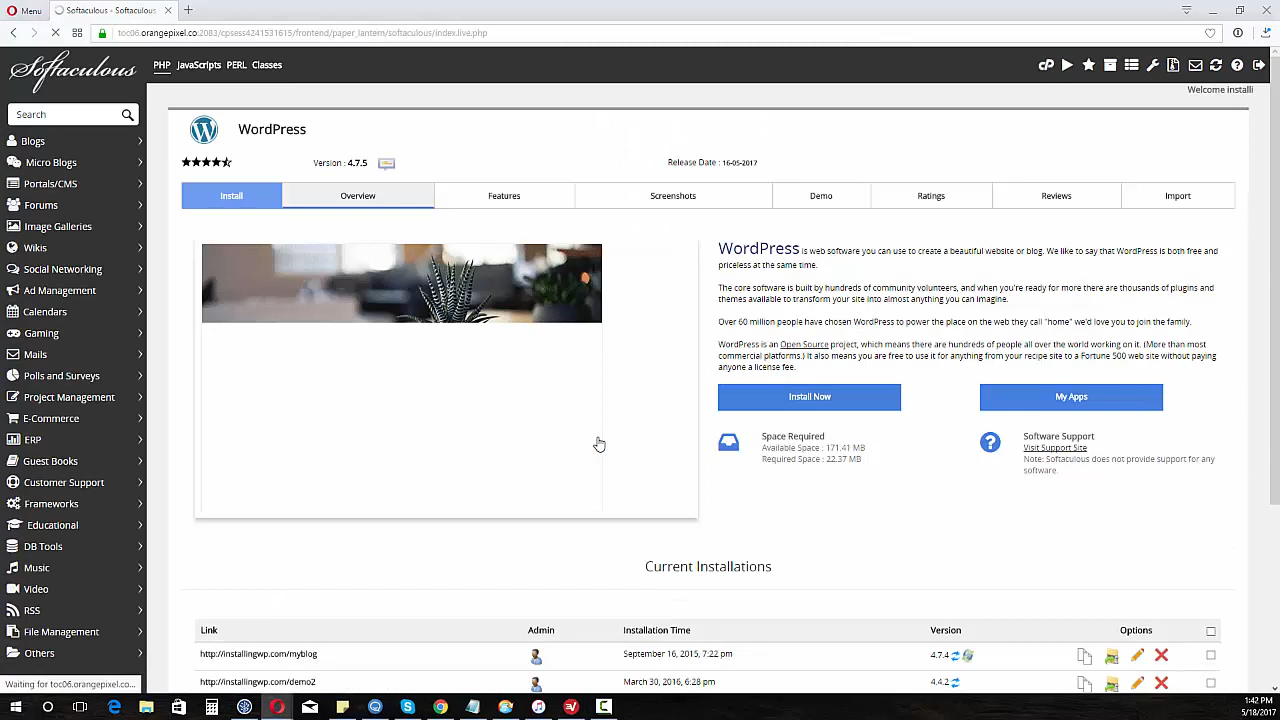 Menu
Softaculous - Softaculous
toc06.orangepixel.co:2083/cpsess4241531615/frontend/paper_lantern/softaculous/index.live.php
Softaculous
PHP JavaScripts PERL Classes
cP
Welcome installi
Search
Blogs
Micro Blogs
Portals/CMS
Forums
Image Galleries
Wikis
Social Networking
Ad Management
Calendars
Gaming
Mails
Polls and Surveys
Project Management
E-Commerce
ERP
Guest Books
Customer Support
Frameworks
Educational
DB Tools
Music
Video
RSS
File Management
Others
Waiting for toc06.orangepixel.co...
WordPress
Version : 4.7.5
Release Date : 16-05-2017
Install Overview Features Screenshots Demo Ratings Reviews Import
WordPress is web software you can use to create a beautiful website or blog. We like to say that WordPress is both free and
priceless at the same time.
The core software is built by hundreds of community volunteers, and when you're ready for more there are thousands of plugins and
themes available to transform your site into almost anything you can imagine.
Over 60 million people have chosen WordPress to power the place on the web they call "home" we'd love you to join the family.
WordPress is an Open Source project, which means there are hundreds of people all over the world working on it. (More than most
commercial platforms.) It also means you are free to use it for anything from your recipe site to a Fortune 500 web site without paying
anyone a license fee.
Install Now My Apps
Space Required
Available Space : 171.41 MB
Required Space : 22.37 MB
Software Support
Visit Support Site
Note: Softaculous does not provide support for any
software.
Current Installations
Link Admin Installation Time Version Options
http://installingwp.com/myblog September 16, 2015, 7:22 pm 4.7.4
http://installingwp.com/demo2 March 30, 2016, 6:28 pm 4.4.2
1:42 PM
5/18/2017